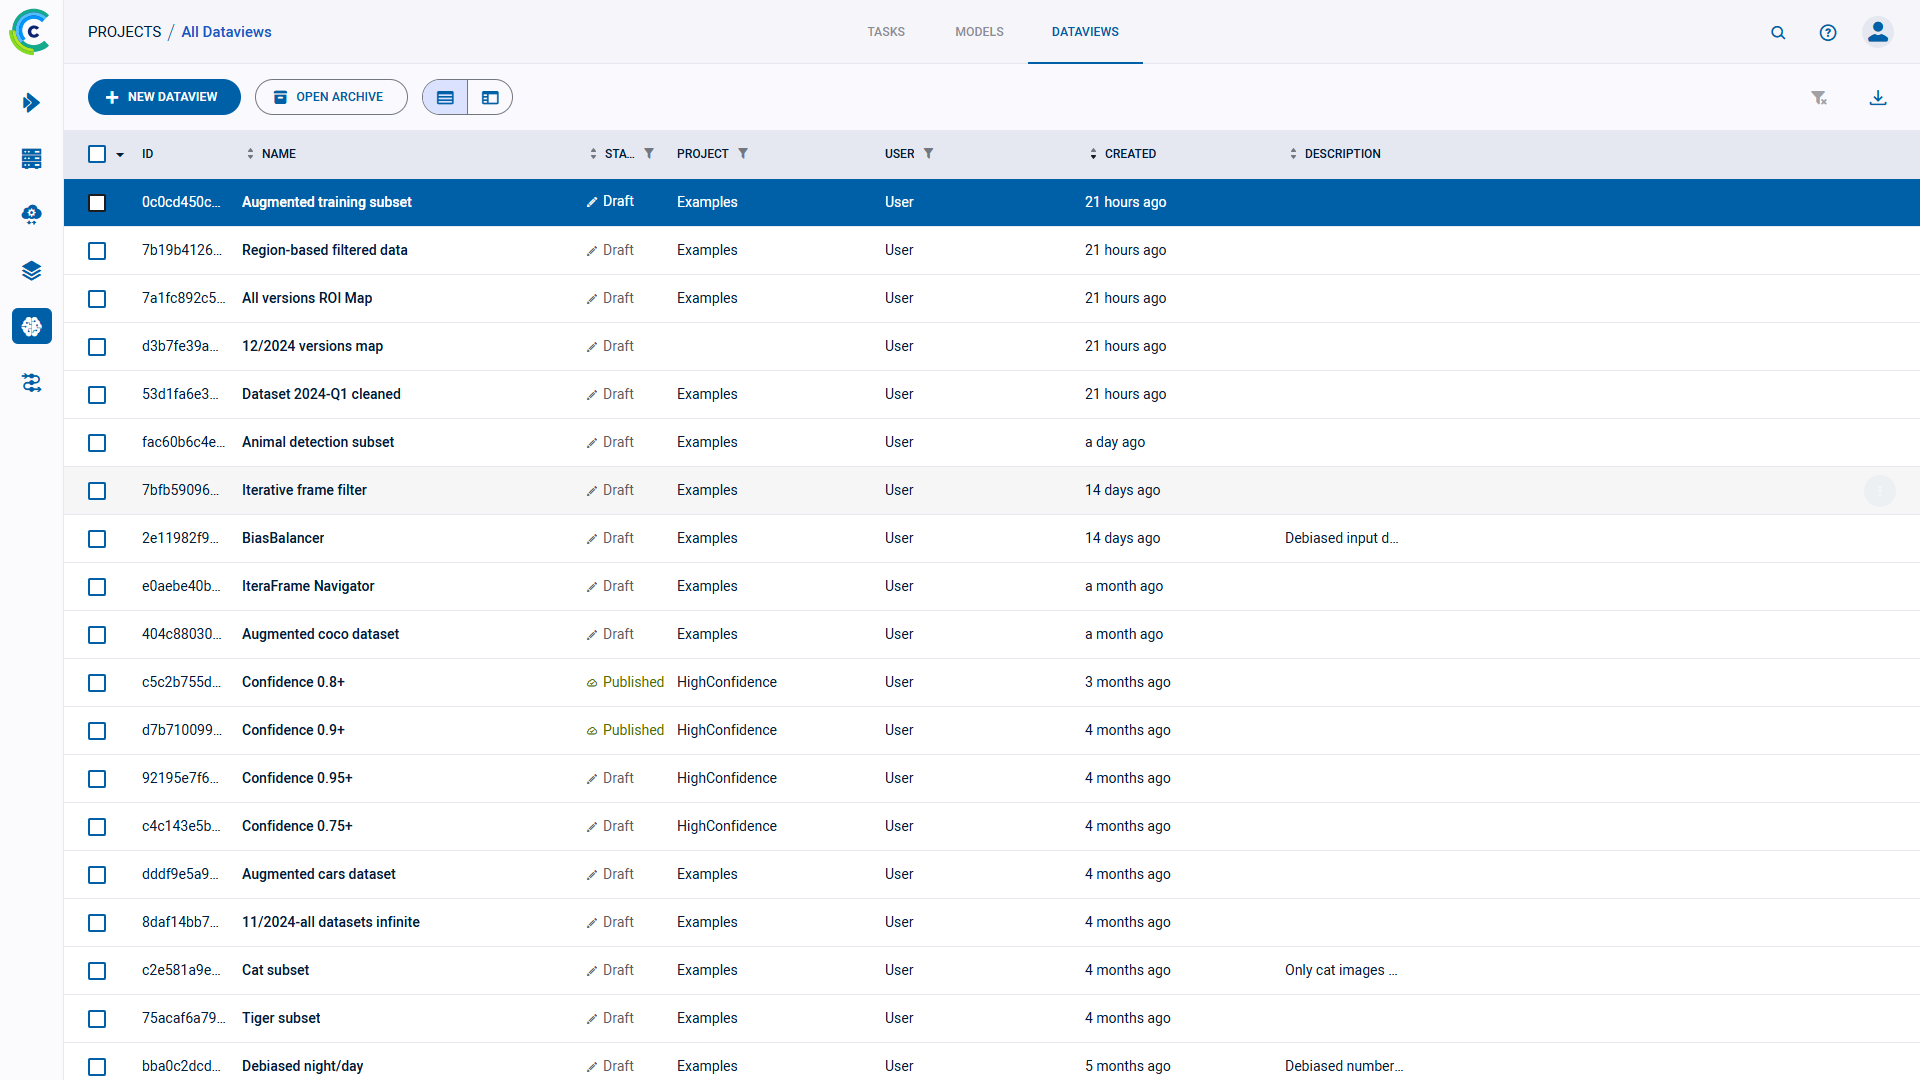 PROJECTS / All Dataviews
TASKS MODELS DATAVIEWS
NEW DATAVIEW OPEN ARCHIVE
ID NAME STA... PROJECT USER CREATED DESCRIPTION
0c0cd450c... Augmented training subset Draft Examples User 21 hours ago
7b19b4126... Region-based filtered data Draft Examples User 21 hours ago
7a1fc892c5... All versions ROI Map Draft Examples User 21 hours ago
d3b7fe39a... 12/2024 versions map Draft User 21 hours ago
53d1fa6e3... Dataset 2024-Q1 cleaned Draft Examples User 21 hours ago
fac60b6c4e... Animal detection subset Draft Examples User a day ago
7bfb59096... Iterative frame filter Draft Examples User 14 days ago
2e11982f9... BiasBalancer Draft Examples User 14 days ago Debiased input d...
e0aebe40b... IteraFrame Navigator Draft Examples User a month ago
404c88030... Augmented coco dataset Draft Examples User a month ago
c5c2b755d... Confidence 0.8+ Published HighConfidence User 3 months ago
d7b710099... Confidence 0.9+ Published HighConfidence User 4 months ago
92195e7f6... Confidence 0.95+ Draft HighConfidence User 4 months ago
c4c143e5b... Confidence 0.75+ Draft HighConfidence User 4 months ago
dddf9e5a9... Augmented cars dataset Draft Examples User 4 months ago
8daf14bb7... 11/2024-all datasets infinite Draft Examples User 4 months ago
c2e581a9e... Cat subset Draft Examples User 4 months ago Only cat images ...
75acaf6a79... Tiger subset Draft Examples User 4 months ago
bba0c2dcd... Debiased night/day Draft Examples User 5 months ago Debiased number...